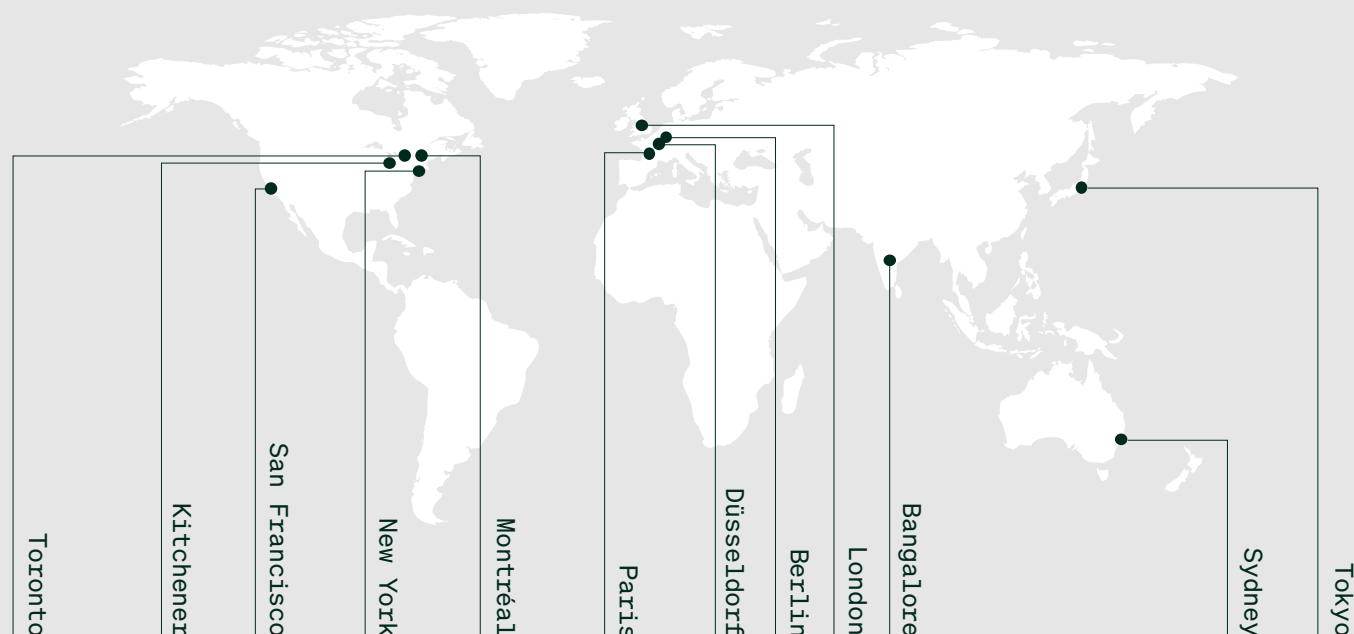 Toronto
Kitchener
San Francisco
New York
Montréal
Paris
Düsseldorf
Berlin
London
Bangalore
Sydney
Tokyo